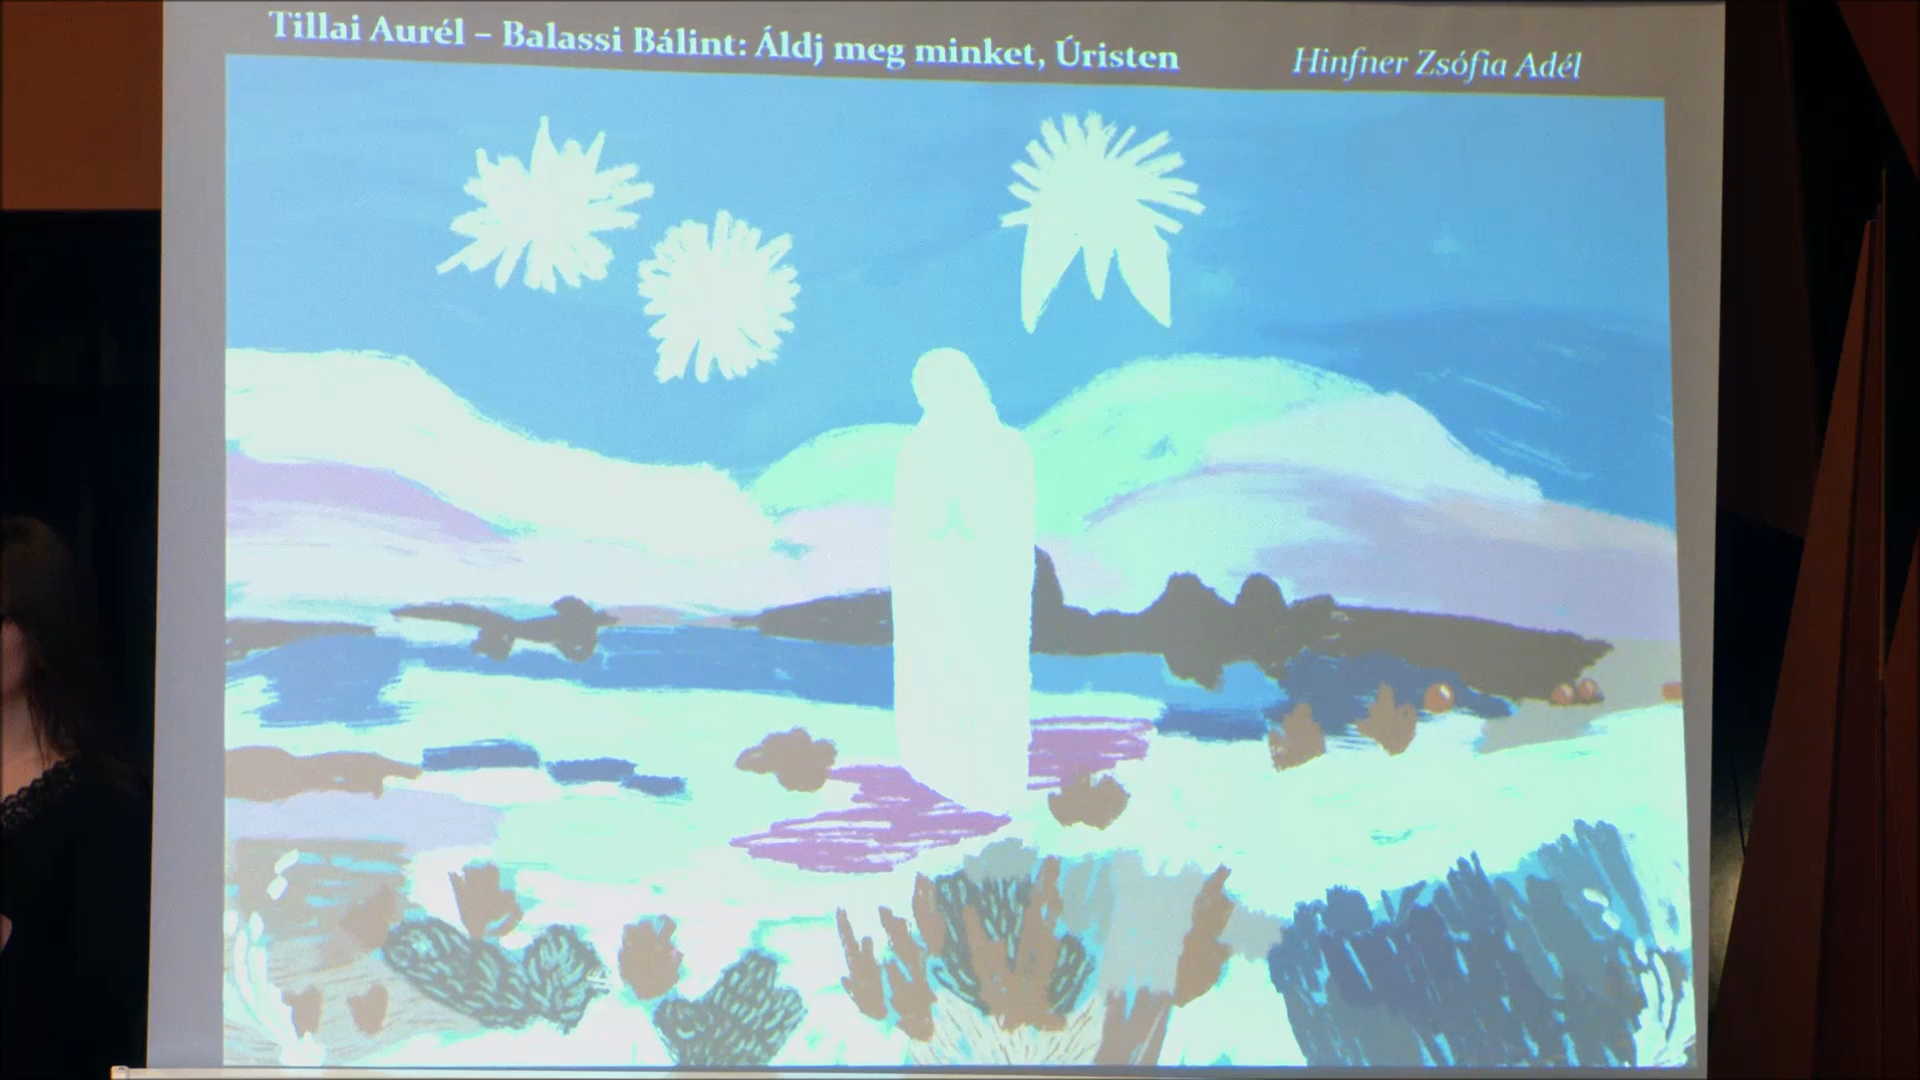 Tillai Aurél – Balassi Bálint: Áldj meg minket, Úristen
Hinfner Zsófia Adél